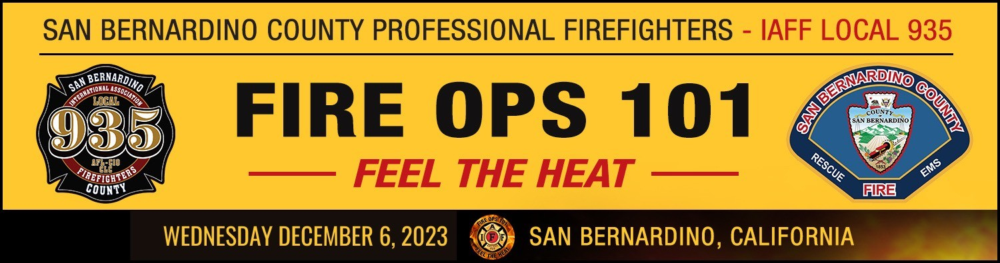 SAN BERNARDINO COUNTY PROFESSIONAL FIREFIGHTERS - IAFF LOCAL 935
SAN BERNARDINO
INTERNATIONAL ASSOCIATION
LOCAL
935
AFL-CIO
CLC
FIREFIGHTERS
COUNTY
FIRE OPS 101
FEEL THE HEAT
SAN BERNARDINO COUNTY
COUNTY
OF
SAN BERNARDINO
1853
RESCUE
EMS
FIRE
WEDNESDAY DECEMBER 6, 2023
FIRE OPS 101
I A F F
FEEL THE HEAT
SAN BERNARDINO, CALIFORNIA